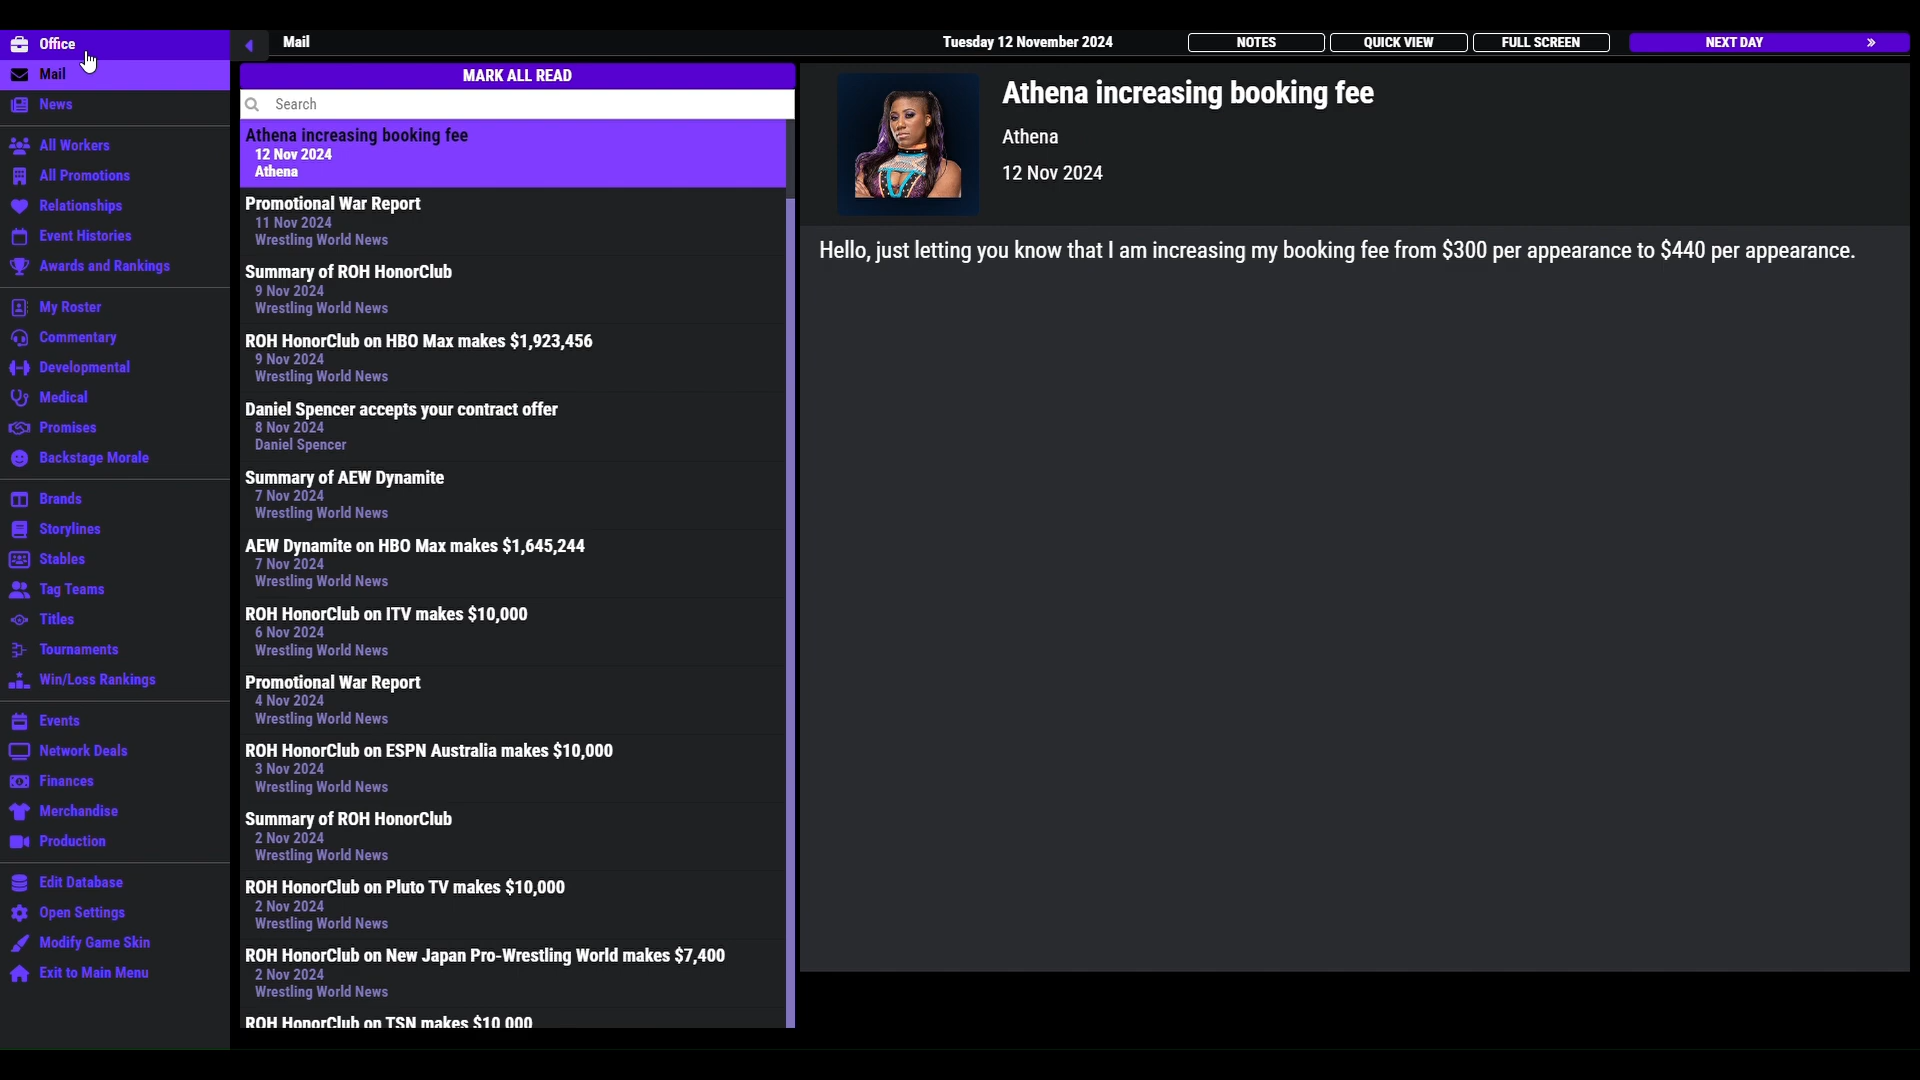 Office
Mail
News
All Workers
All Promotions
Relationships
Event Histories
Awards and Rankings
My Roster
Commentary
Developmental
Medical
Promises
Backstage Morale
Brands
Storylines
Stables
Tag Teams
Titles
Tournaments
Win/Loss Rankings
Events
Network Deals
Finances
Merchandise
Production
Edit Database
Open Settings
Modify Game Skin
Exit to Main Menu
Mail
Tuesday 12 November 2024
NOTES
QUICK VIEW
FULL SCREEN
NEXT DAY
MARK ALL READ
Search
Athena increasing booking fee
12 Nov 2024
Athena
Promotional War Report
11 Nov 2024
Wrestling World News
Summary of ROH HonorClub
9 Nov 2024
Wrestling World News
ROH HonorClub on HBO Max makes $1,923,456
9 Nov 2024
Wrestling World News
Daniel Spencer accepts your contract offer
8 Nov 2024
Daniel Spencer
Summary of AEW Dynamite
7 Nov 2024
Wrestling World News
AEW Dynamite on HBO Max makes $1,645,244
7 Nov 2024
Wrestling World News
ROH HonorClub on ITV makes $10,000
6 Nov 2024
Wrestling World News
Promotional War Report
4 Nov 2024
Wrestling World News
ROH HonorClub on ESPN Australia makes $10,000
3 Nov 2024
Wrestling World News
Summary of ROH HonorClub
2 Nov 2024
Wrestling World News
ROH HonorClub on Pluto TV makes $10,000
2 Nov 2024
Wrestling World News
ROH HonorClub on New Japan Pro-Wrestling World makes $7,400
2 Nov 2024
Wrestling World News
ROH HonorClub on TSN makes $10,000
Athena increasing booking fee
Athena
12 Nov 2024
Hello, just letting you know that I am increasing my booking fee from $300 per appearance to $440 per appearance.